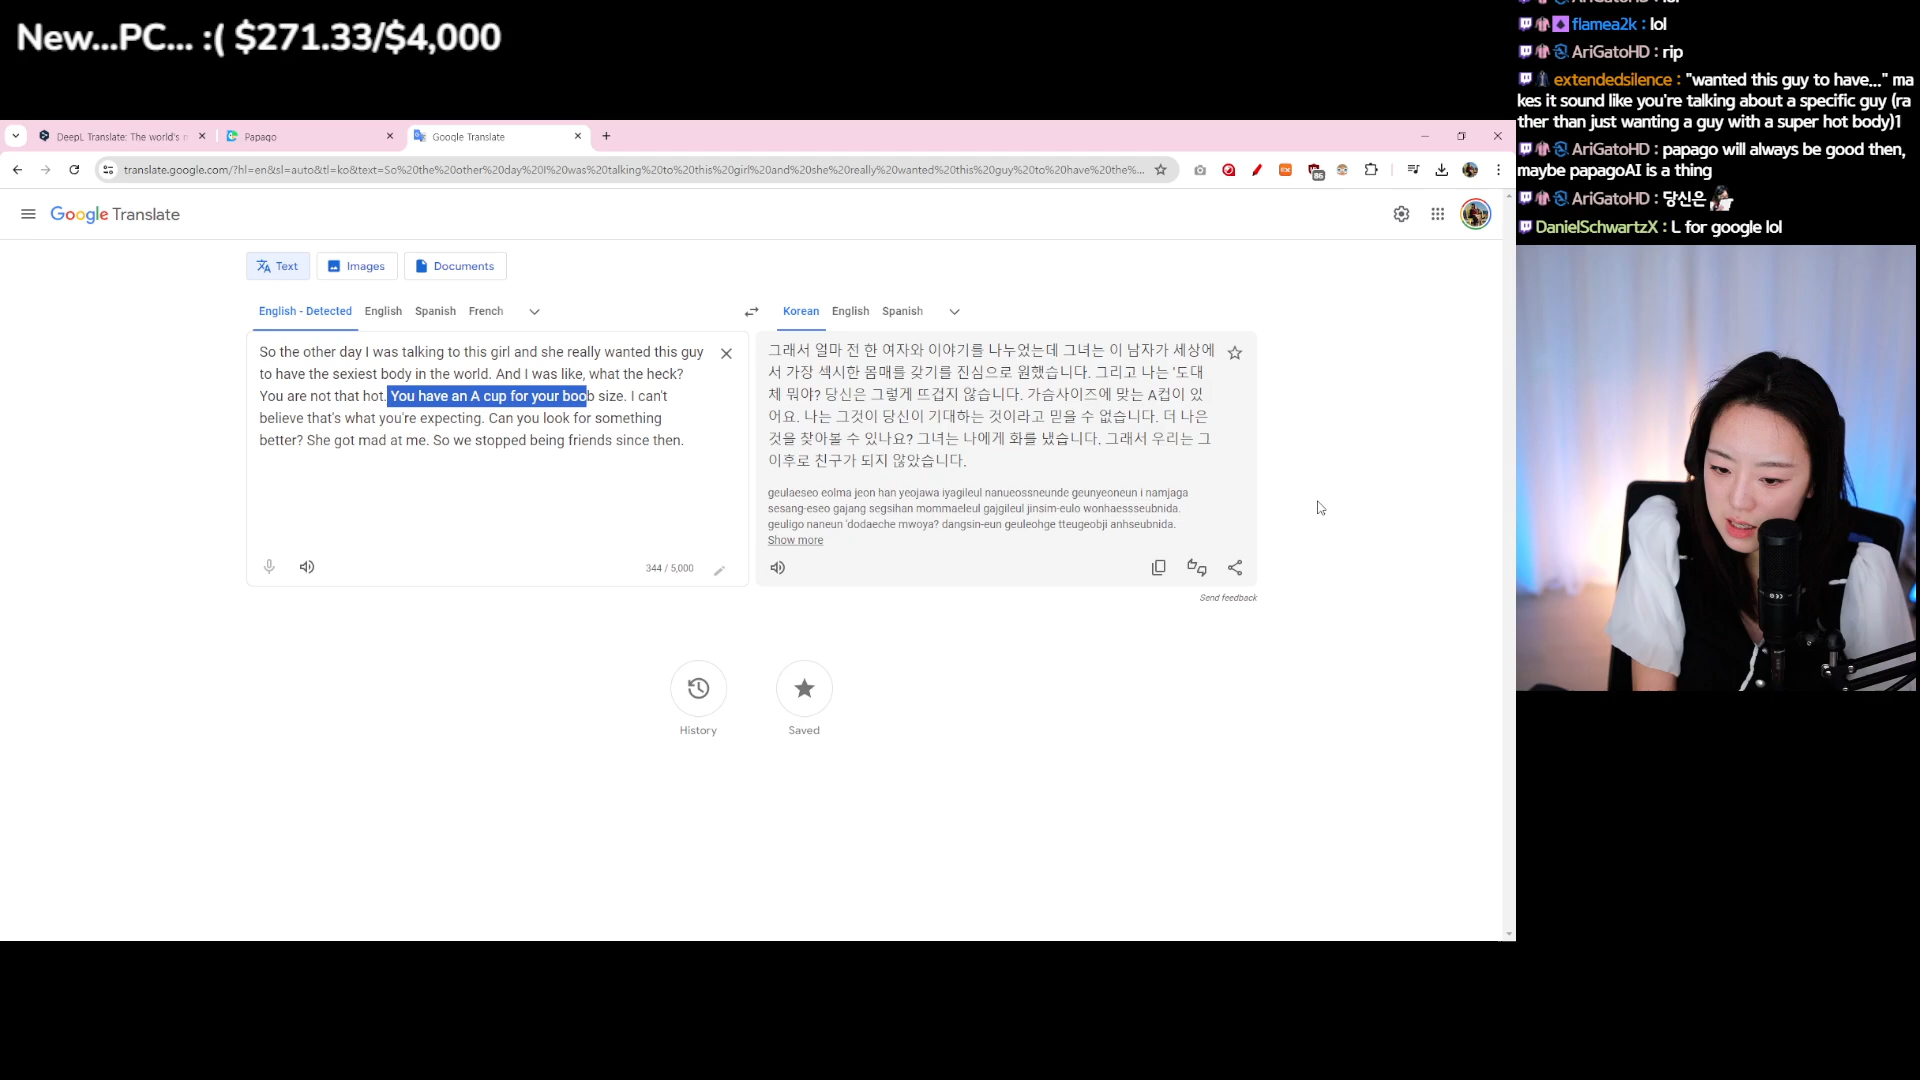 New...PC... :( $271.33/$4,000
AriGatoHD : lol
flamea2k : lol
AriGatoHD : rip
extendedsilence : "wanted this guy to have..." ma
kes it sound like you're talking about a specific guy (ra
ther than just wanting a guy with a super hot body)1
AriGatoHD : papago will always be good then,
maybe papagoAI is a thing
AriGatoHD : 당신은
DanielSchwartzX : L for google lol
DeepL Translate: The world's
Papago
Google Translate
translate.google.com/?hl=en&sl=auto&tl=ko&text=So%20the%20other%20day%20I%20was%20talking%20to%20this%20girl%20and%20she%20really%20wanted%20this%20guy%20to%20have%20the%...
86
Google Translate
Text
Images
Documents
English - Detected
English
Spanish
French
Korean
English
Spanish
So the other day I was talking to this girl and she really wanted this guy
to have the sexiest body in the world. And I was like, what the heck?
You are not that hot. You have an A cup for your boob size. I can't
believe that's what you're expecting. Can you look for something
better? She got mad at me. So we stopped being friends since then.
344 / 5,000
그래서 얼마 전 한 여자와 이야기를 나누었는데 그녀는 이 남자가 세상에
서 가장 섹시한 몸매를 갖기를 진심으로 원했습니다. 그리고 나는 '도대
체 뭐야? 당신은 그렇게 뜨겁지 않습니다. 가슴사이즈에 맞는 A컵이 있
어요. 나는 그것이 당신이 기대하는 것이라고 믿을 수 없습니다. 더 나은
것을 찾아볼 수 있나요? 그녀는 나에게 화를 냈습니다. 그래서 우리는 그
이후로 친구가 되지 않았습니다.
geulaeseo eolma jeon han yeojawa iyagileul nanueossneunde geunyeoneun i namjaga
sesang-eseo gajang segsihan mommaeleul gajgileul jinsim-eulo wonhaessseubnida.
geuligo naneun 'dodaeche mwoya? dangsin-eun geuleohge tteugeobji anhseubnida.
Show more
Send feedback
History
Saved